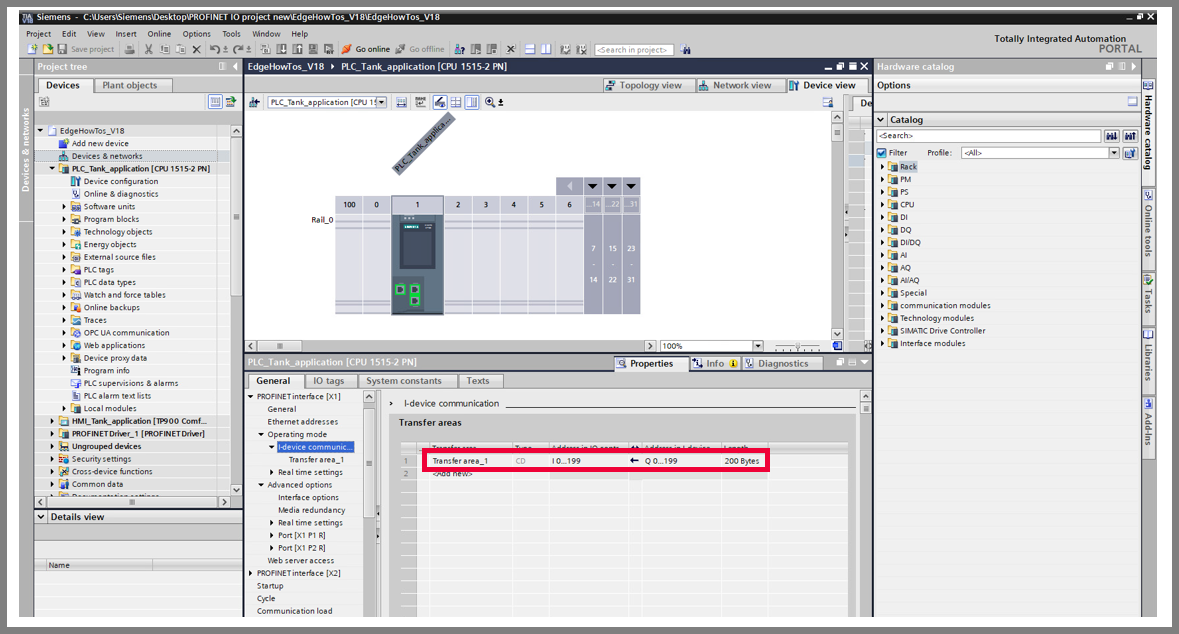 Siemens - C:\Users\Siemens\Desktop\PROFINET IO project new\EdgeHowTos_V18\EdgeHowTos_V18
Project Edit View Insert Online Options Tools Window Help
Save project Go online Go offline <Search in project>
Totally Integrated Automation
PORTAL
Project tree
Devices Plant objects
Devices & networks
EdgeHowTos_V18
Add new device
Devices & networks
PLC_Tank_application [CPU 1515-2 PN]
Device configuration
Online & diagnostics
Software units
Program blocks
Technology objects
Energy objects
External source files
PLC tags
PLC data types
Watch and force tables
Online backups
Traces
OPC UA communication
Web applications
Device proxy data
Program info
PLC supervisions & alarms
PLC alarm text lists
Local modules
HMI_Tank_application [TP900 Comf...
PROFINETDriver_1 [PROFINETDriver]
Ungrouped devices
Security settings
Cross-device functions
Common data
Documentation settings
Details view
Name
EdgeHowTos_V18 PLC_Tank_application [CPU 1515-2 PN]
Topology view Network view Device view
PLC_Tank_application [CPU 15
De
PLC_Tank_applica...
100 0 1 2 3 4 5 6 ...14 ...22 ...31
Rail_0
SIEMENS
7 15 23
- - -
14 22 31
100%
PLC_Tank_application [CPU 1515-2 PN]
Properties Info Diagnostics
General IO tags System constants Texts
PROFINET interface [X1]
General
Ethernet addresses
Operating mode
I-device communic...
Transfer area_1
Real time settings
Advanced options
Interface options
Media redundancy
Real time settings
Port [X1 P1 R]
Port [X1 P2 R]
Web server access
PROFINET interface [X2]
Startup
Cycle
Communication load
I-device communication
Transfer areas
Transfer area Type Address in IO contr... Address in I-device Length
1 Transfer area_1 CD I 0...199 Q 0...199 200 Bytes
2 <Add new>
Hardware catalog
Options
Catalog
<Search>
Filter Profile: <All>
Rack
PM
PS
CPU
DI
DQ
DI/DQ
AI
AQ
AI/AQ
Special
communication modules
Technology modules
SIMATIC Drive Controller
Interface modules
Hardware catalog
Online tools
Tasks
Libraries
Add-Ins